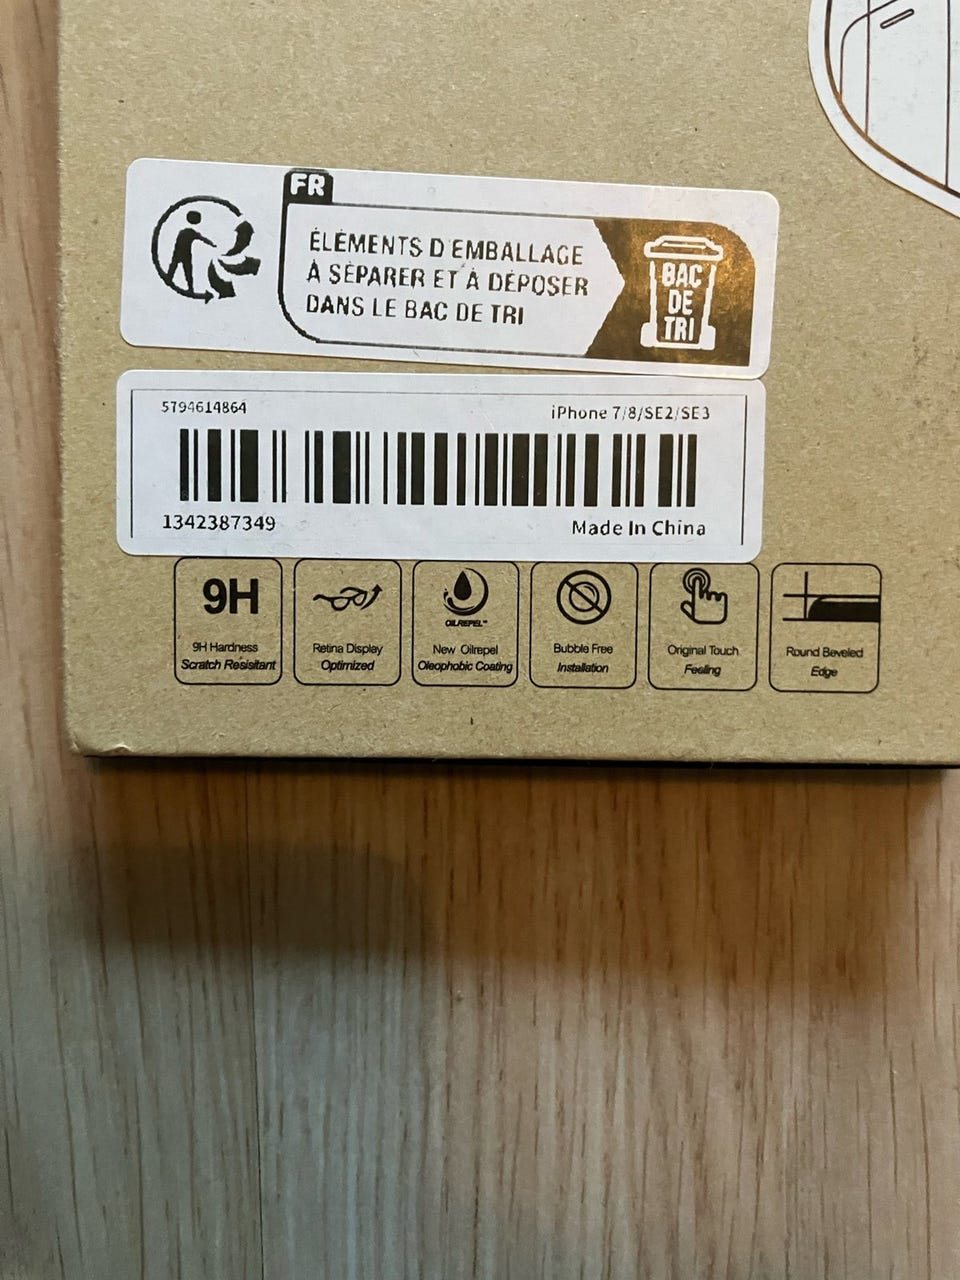 FR
ÉLÉMENTS D'EMBALLAGE
À SÉPARER ET À DÉPOSER
DANS LE BAC DE TRI
BAC
DE
TRI
5794614864
iPhone 7/8/SE2/SE3
1342387349
Made In China
9H
9H Hardness
Scratch Resisitant
Retina Display
Optimized
OILREPEL™
New Oilrepel
Oleophobic Coating
Bubble Free
Installation
Original Touch
Feeling
Round Beveled
Edge